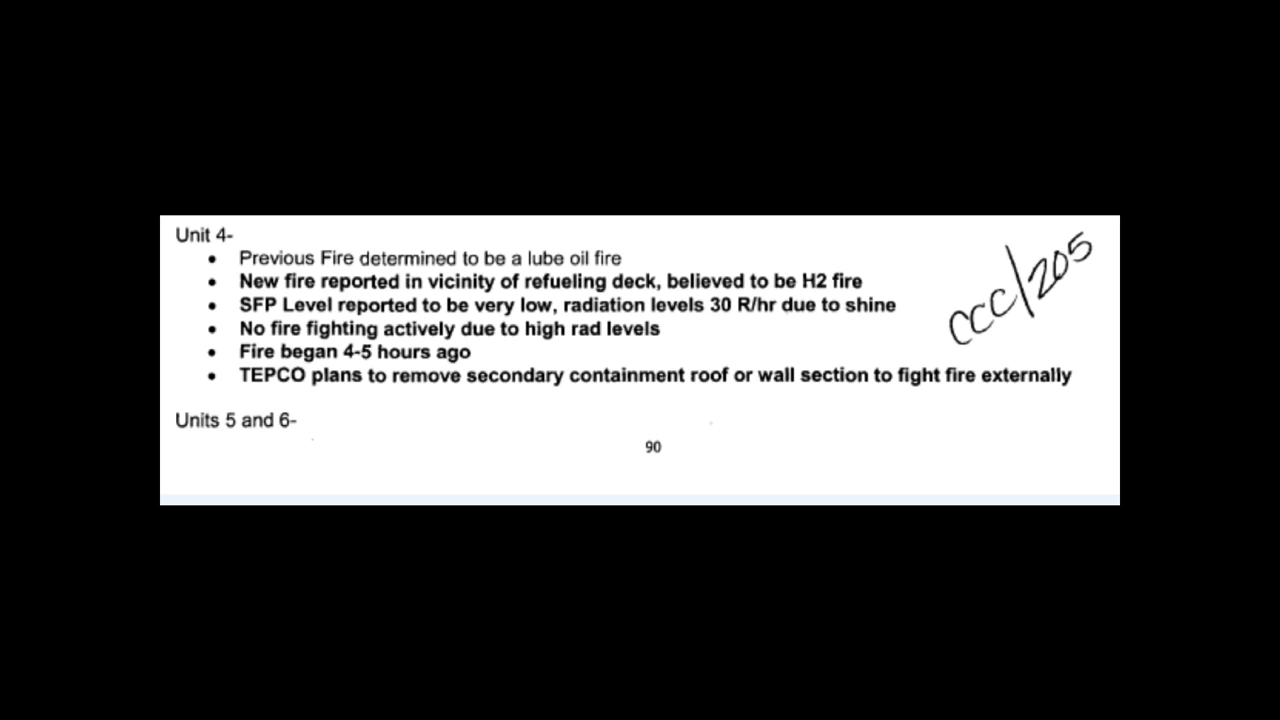 Unit 4-
• Previous Fire determined to be a lube oil fire
• New fire reported in vicinity of refueling deck, believed to be H2 fire
• SFP Level reported to be very low, radiation levels 30 R/hr due to shine
• No fire fighting actively due to high rad levels
• Fire began 4-5 hours ago
• TEPCO plans to remove secondary containment roof or wall section to fight fire externally
CCC/205
Units 5 and 6-
90